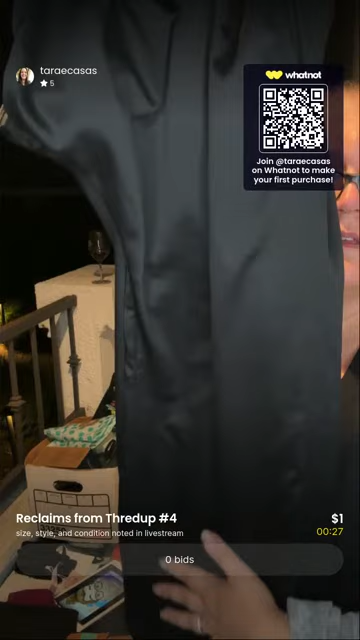 taraecasas
★ 5
whatnot
Join @taraecasas
on Whatnot to make
your first purchase!
Reclaims from Thredup #4
$1
size, style, and condition noted in livestream
00:27
0 bids